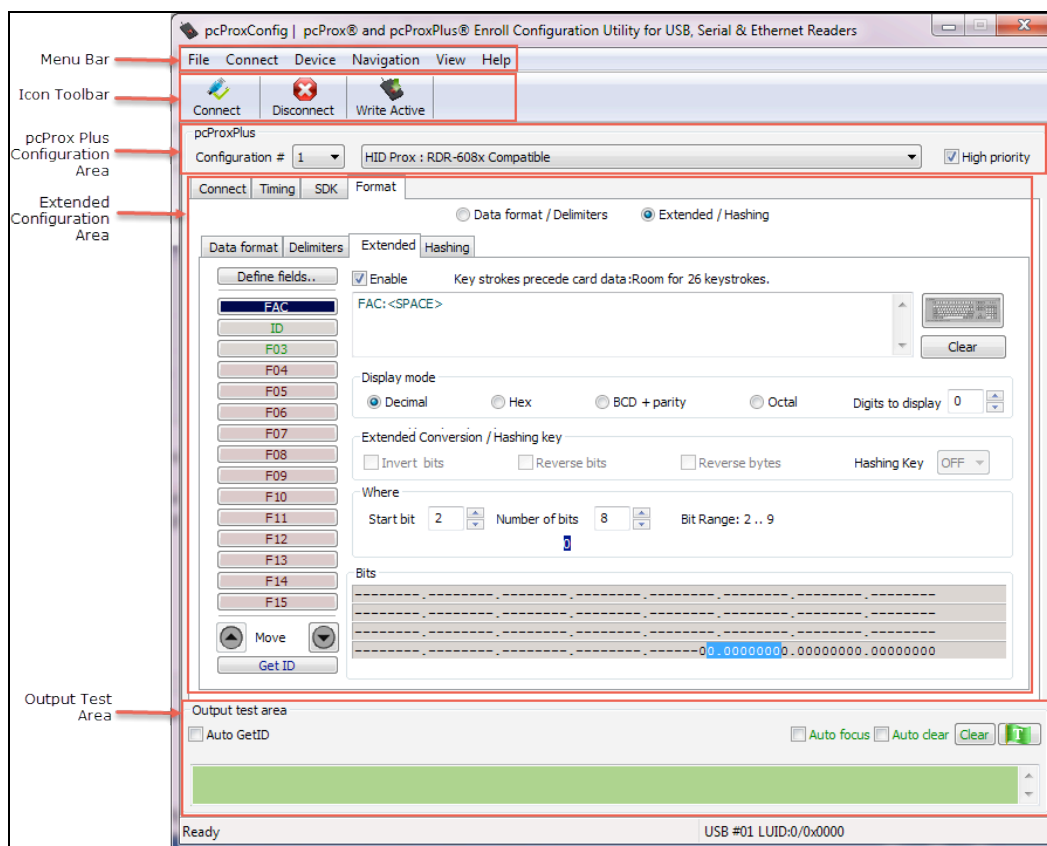 pcProxConfig | pcProx® and pcProxPlus® Enroll Configuration Utility for USB, Serial & Ethernet Readers
Menu Bar
File Connect Device Navigation View Help
Icon Toolbar
Connect Disconnect Write Active
pcProx Plus
Configuration
Area
pcProxPlus
Configuration # 1 HID Prox : RDR-608x Compatible High priority
Extended
Configuration
Area
Connect Timing SDK Format
Data format / Delimiters Extended / Hashing
Data format Delimiters Extended Hashing
Define fields.. Enable Key strokes precede card data:Room for 26 keystrokes.
FAC FAC:<SPACE>
ID
F03 Clear
F04 Display mode
F05 Decimal Hex BCD + parity Octal Digits to display 0
F06
F07 Extended Conversion / Hashing key
F08 Invert bits Reverse bits Reverse bytes Hashing Key OFF
F09
F10 Where
F11 Start bit 2 Number of bits 8 Bit Range: 2 .. 9
F12 0
F13
F14 Bits
F15 --------.--------.--------.--------.--------.--------.--------.--------
--------.--------.--------.--------.--------.--------.--------.--------
--------.--------.--------.--------.--------.--------.--------.--------
Move --------.--------.--------.--------.------00.00000000.00000000.00000000
Get ID
Output Test
Area
Output test area
Auto GetID Auto focus Auto clear Clear T
Ready USB #01 LUID:0/0x0000